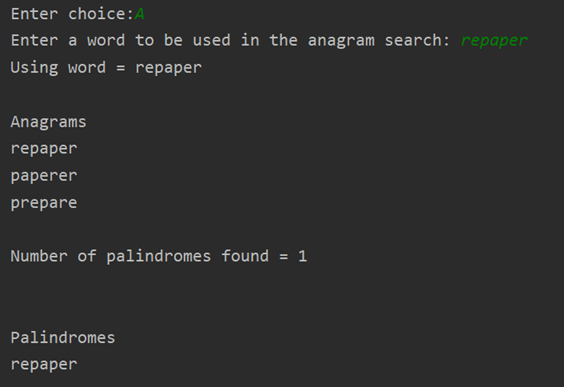 Enter choice:A
Enter a word to be used in the anagram search: repaper
Using word = repaper
Anagrams
repaper
paperer
prepare
Number of palindromes found = 1
Palindromes
repaper